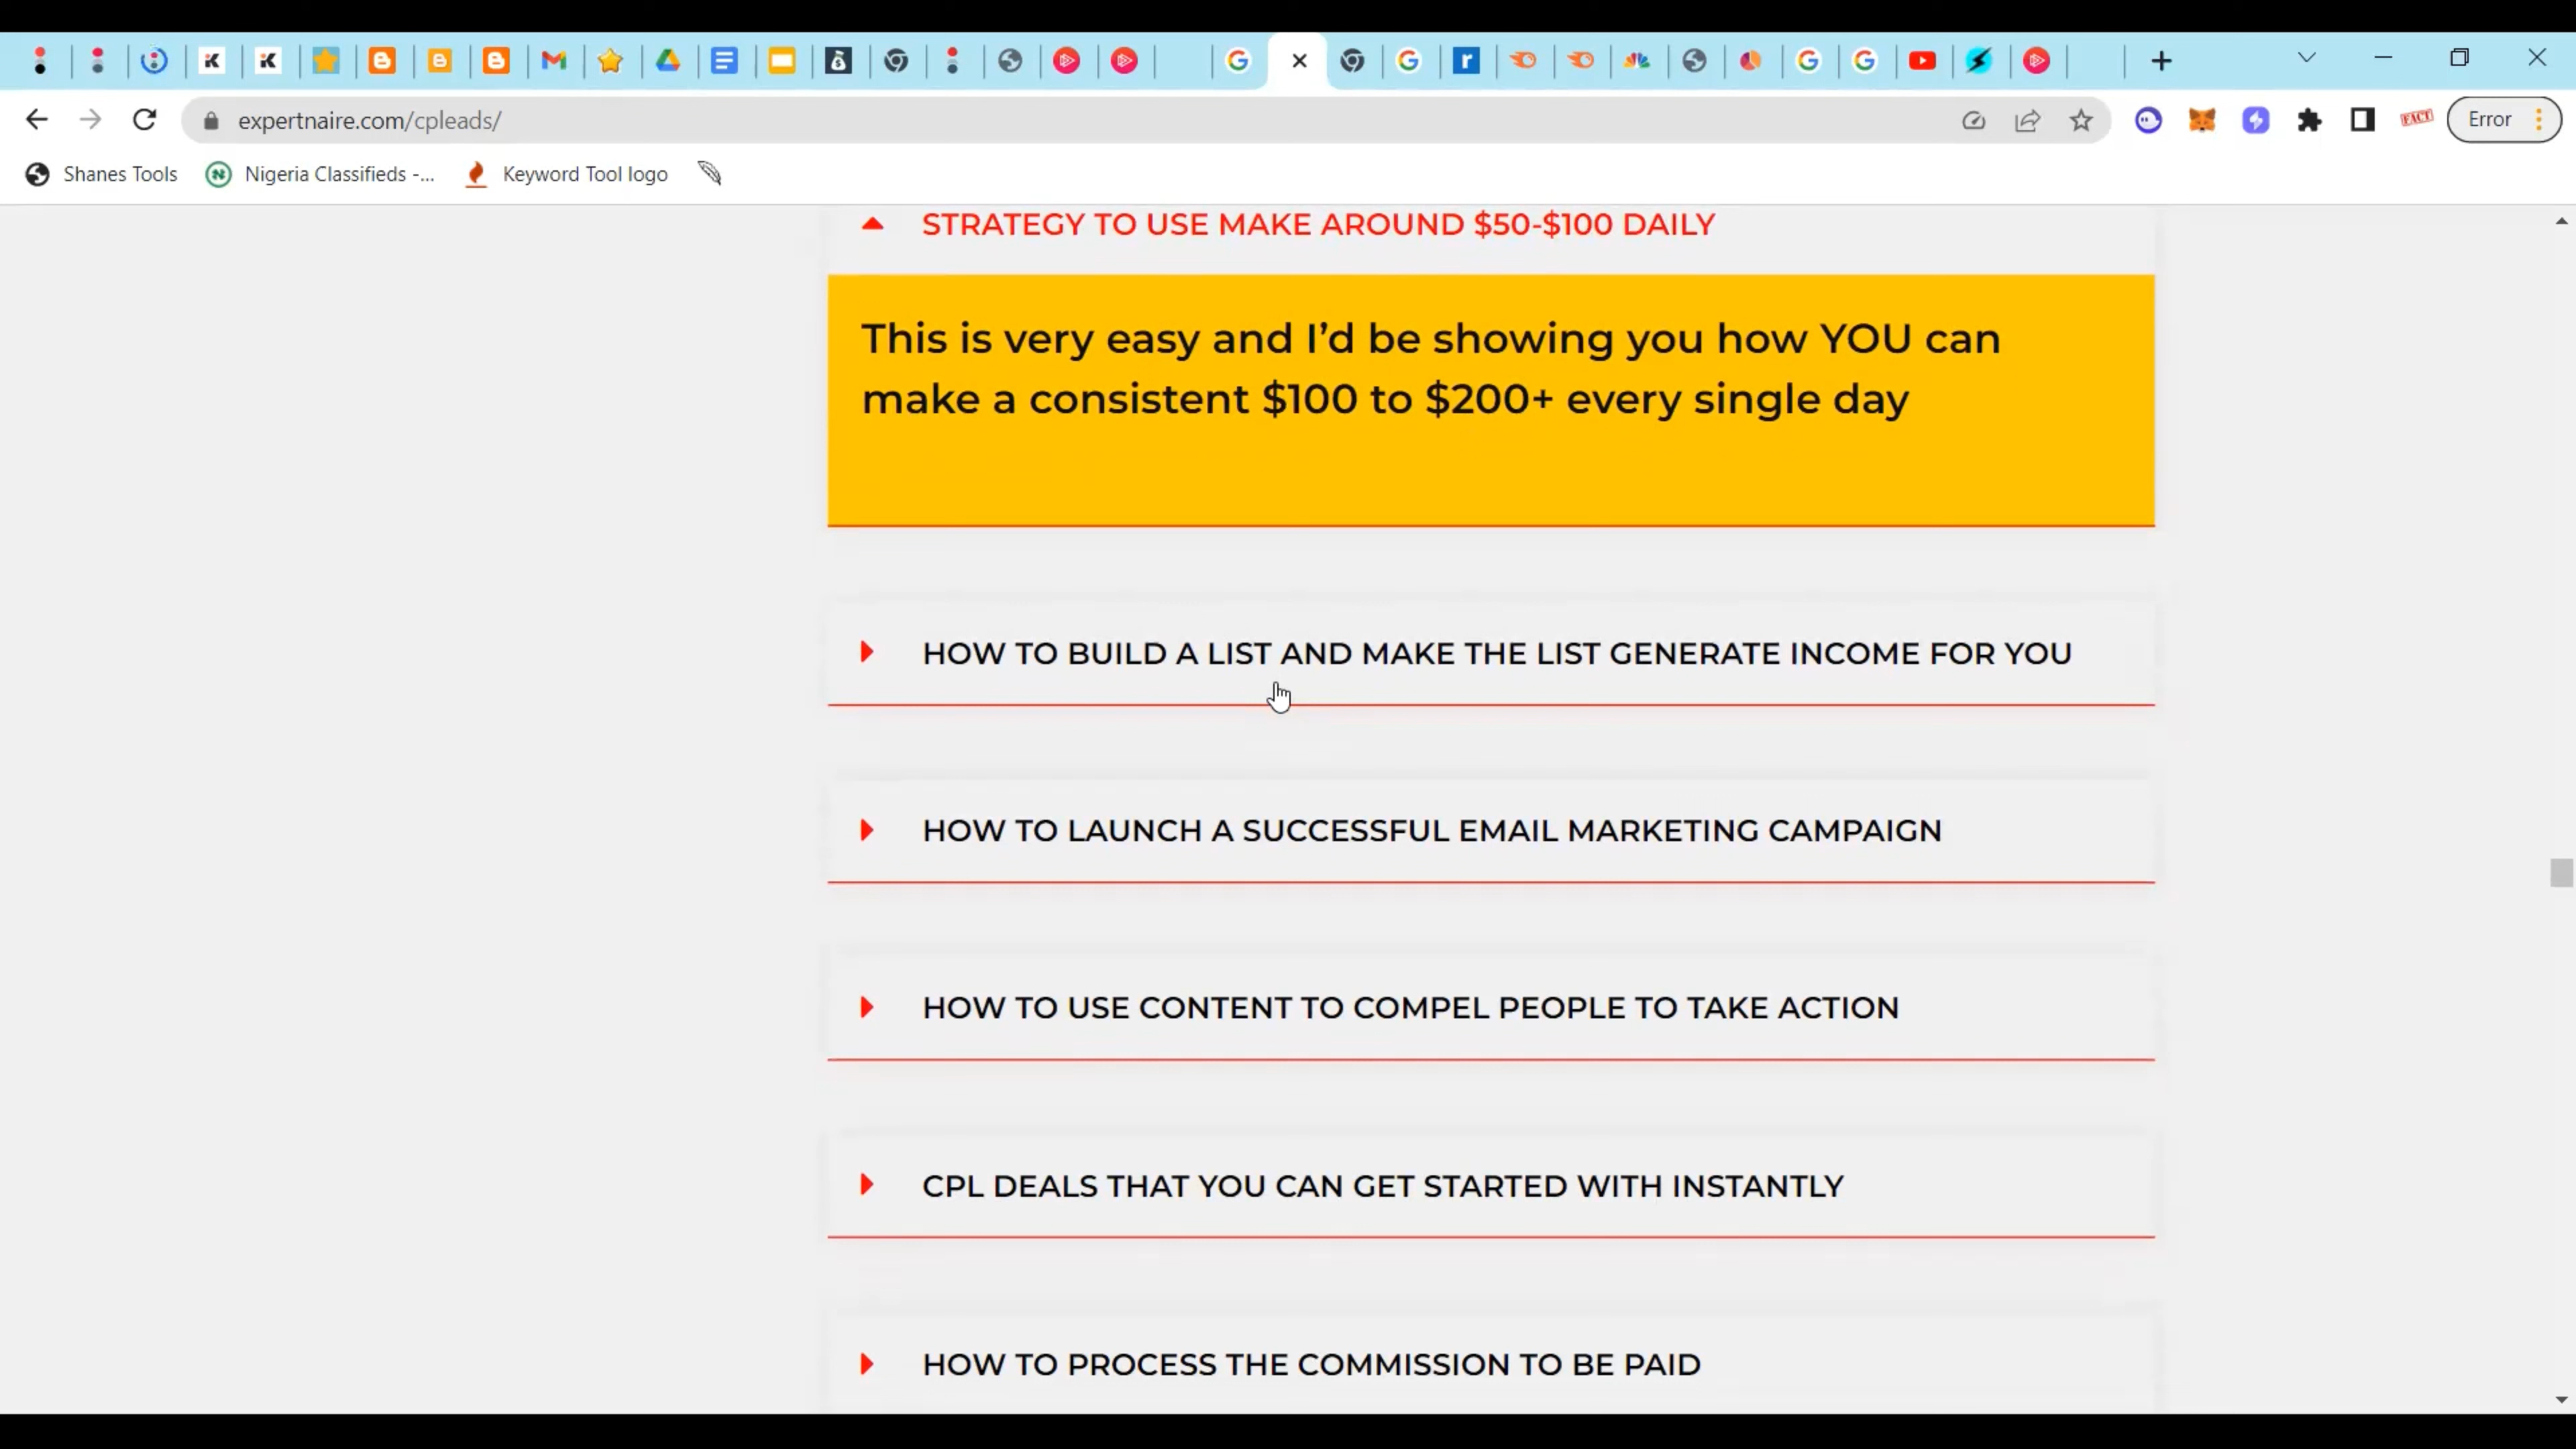 expertnaire.com/cpleads/
FACT
Error
Shanes Tools
Nigeria Classifieds -...
Keyword Tool logo
STRATEGY TO USE MAKE AROUND $50-$100 DAILY
This is very easy and I’d be showing you how YOU can
make a consistent $100 to $200+ every single day
HOW TO BUILD A LIST AND MAKE THE LIST GENERATE INCOME FOR YOU
HOW TO LAUNCH A SUCCESSFUL EMAIL MARKETING CAMPAIGN
HOW TO USE CONTENT TO COMPEL PEOPLE TO TAKE ACTION
CPL DEALS THAT YOU CAN GET STARTED WITH INSTANTLY
HOW TO PROCESS THE COMMISSION TO BE PAID